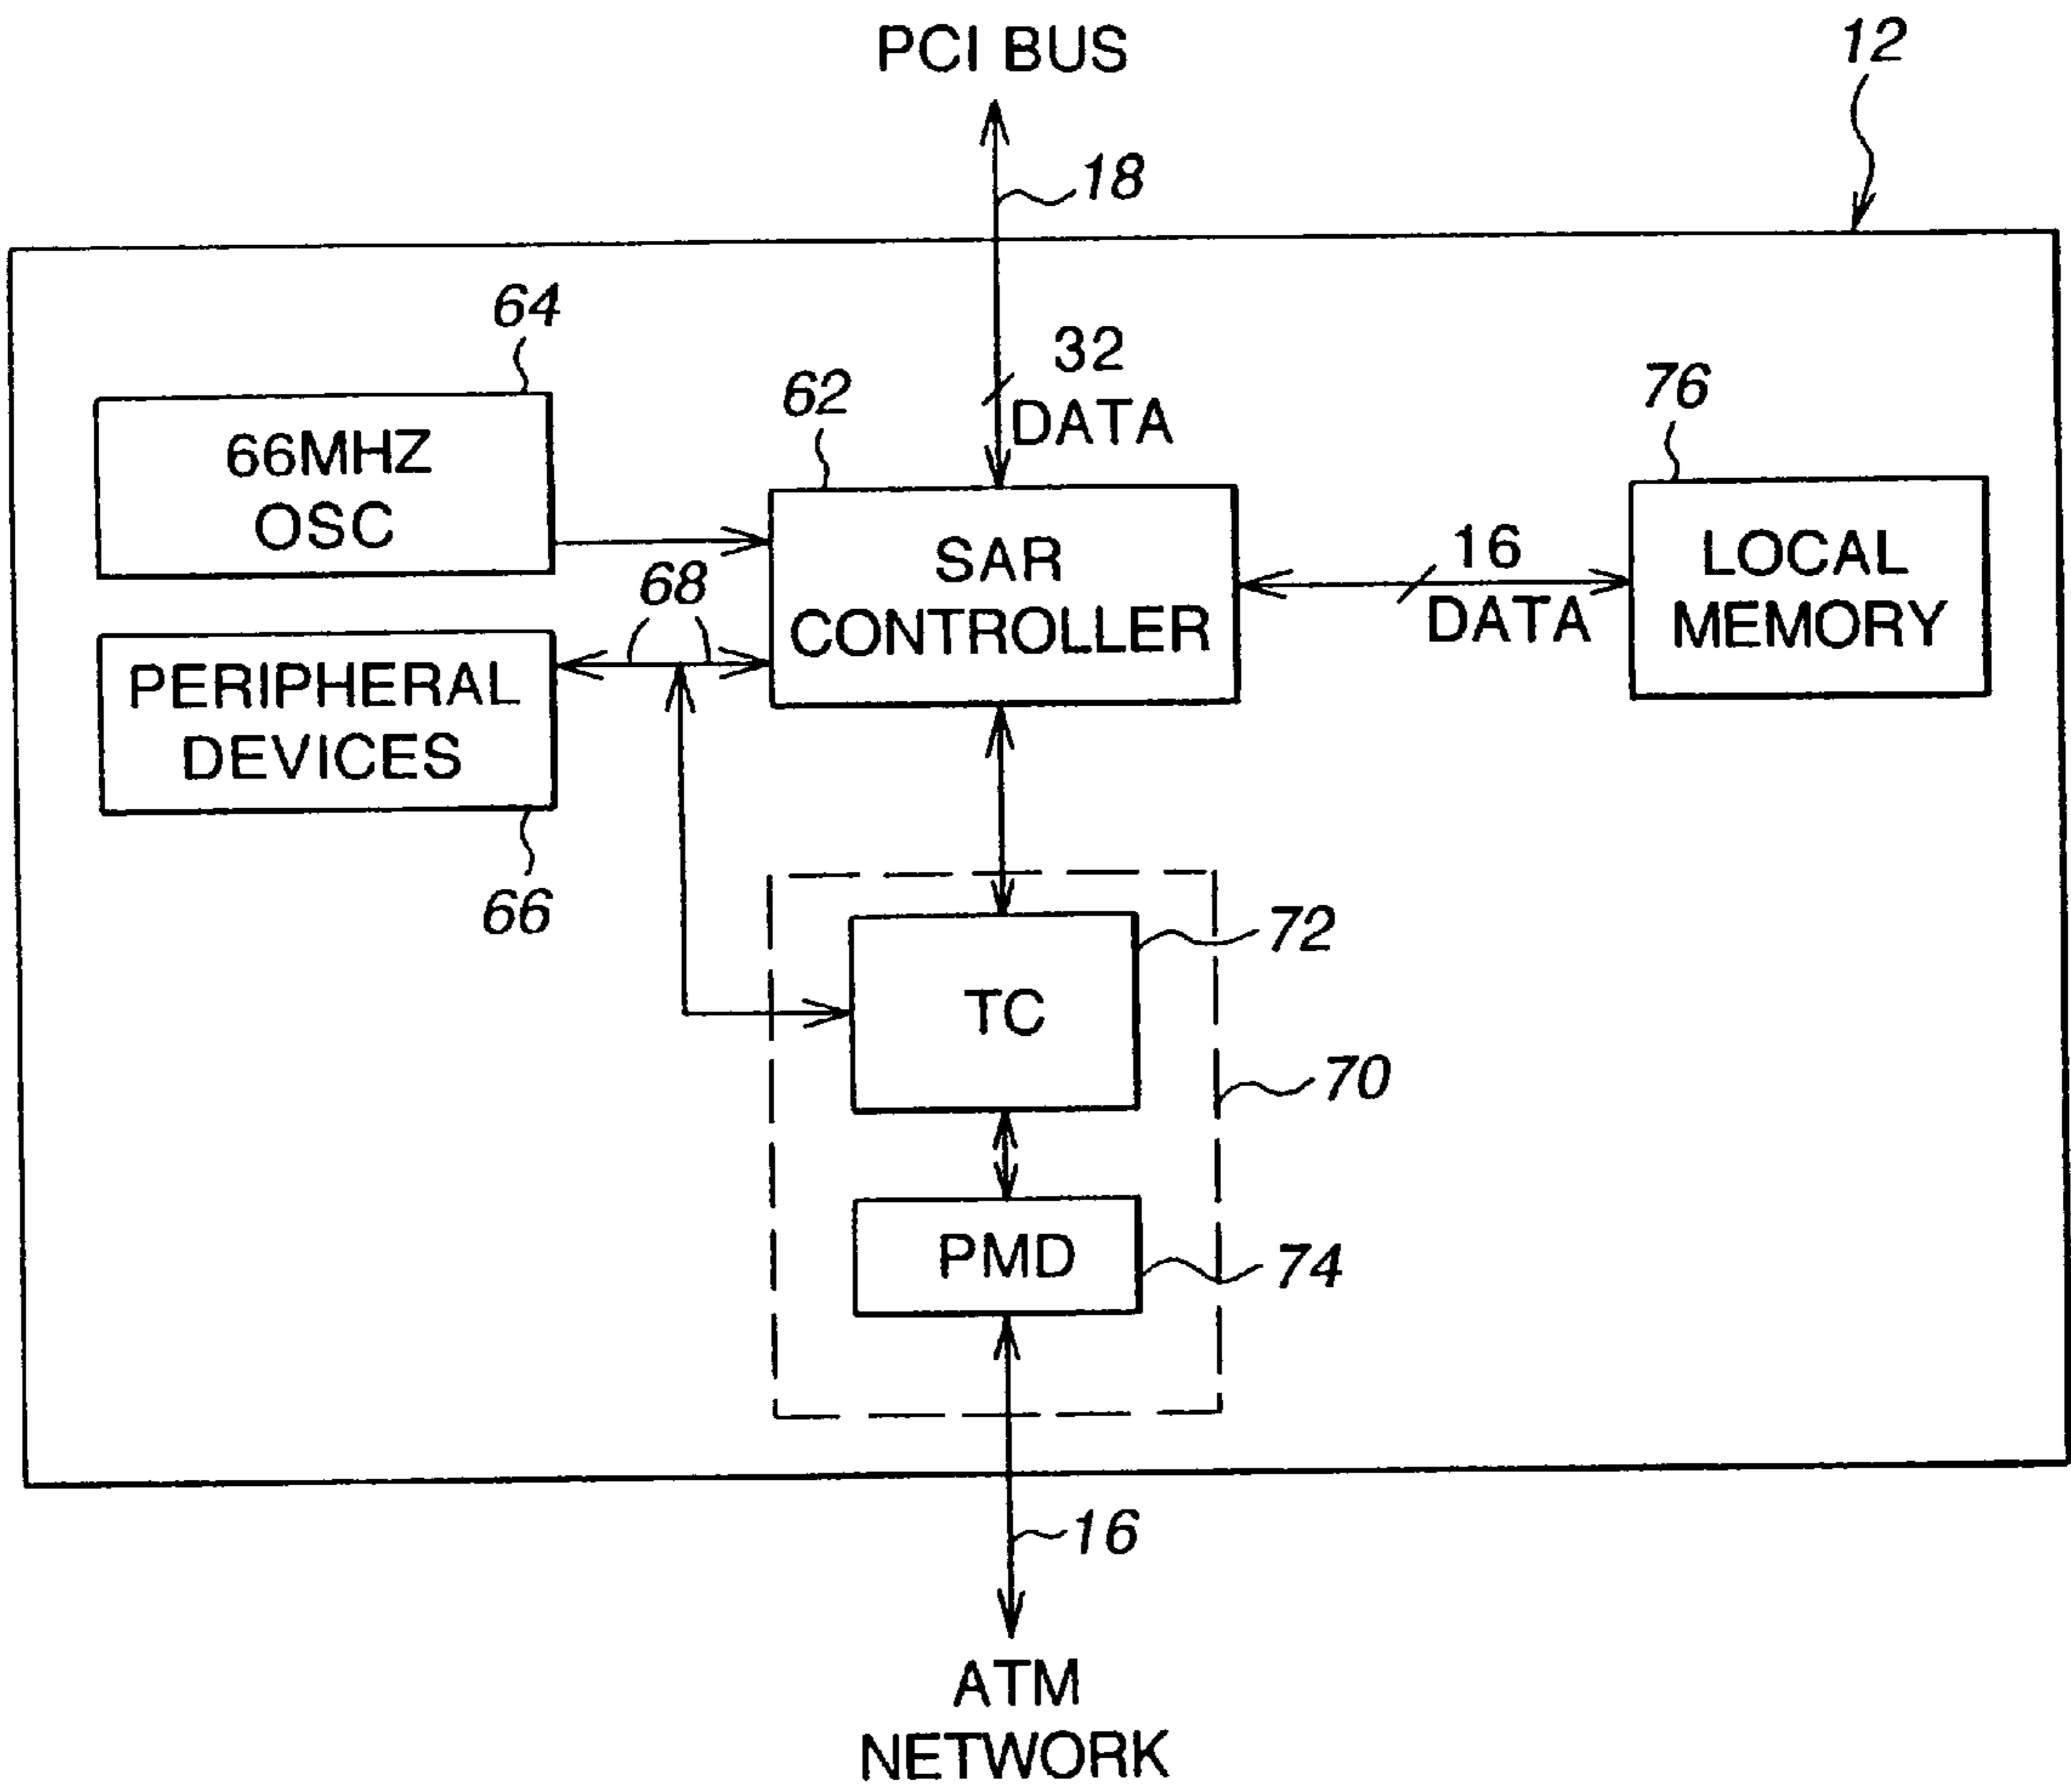 PCI BUS
12
18
64
32
DATA
62
76
66MHZ
OSC
SAR
CONTROLLER
16
DATA
LOCAL
MEMORY
68
PERIPHERAL
DEVICES
66
72
TC
70
PMD
74
16
ATM
NETWORK